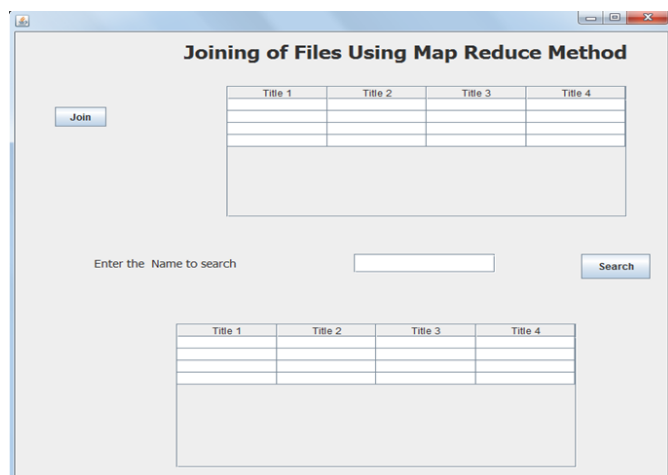 Joining of Files Using Map Reduce Method
Title 1 Title 2 Title 3 Title 4
Join
Enter the Name to search
Search
Title 1 Title 2 Title 3 Title 4